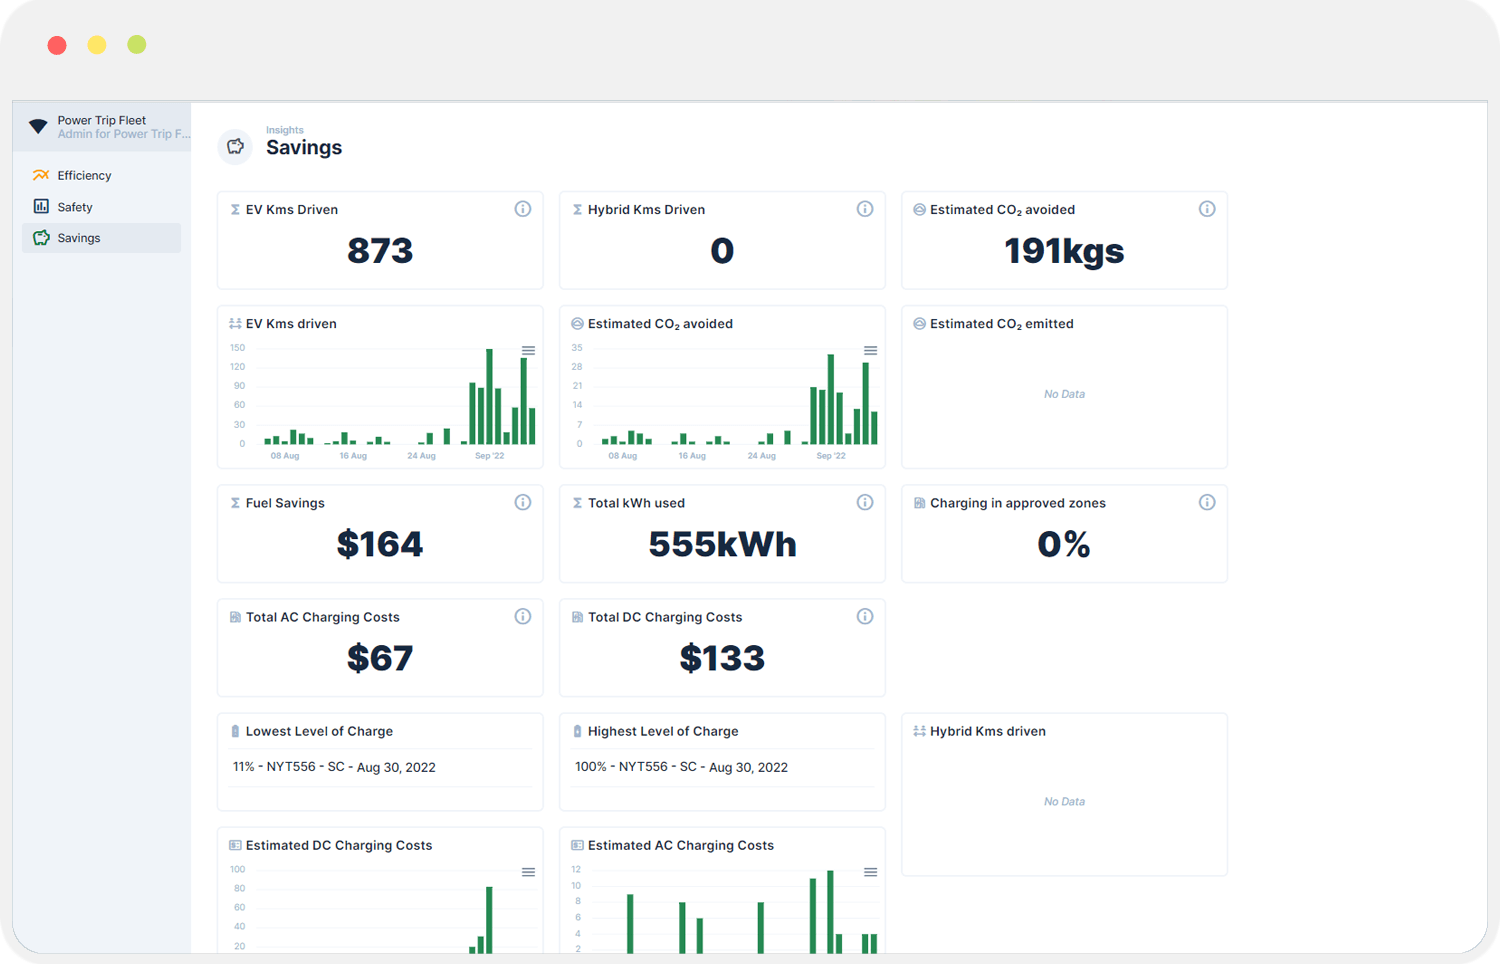 Power Trip Fleet
Admin for Power Trip F...
Efficiency
Safety
Savings
Insights
Savings
EV Kms Driven
873
Hybrid Kms Driven
0
Estimated CO₂ avoided
191kgs
EV Kms driven
150
120
90
60
30
0
08 Aug 16 Aug 24 Aug Sep '22
Estimated CO₂ avoided
35
28
21
14
7
0
08 Aug 16 Aug 24 Aug Sep '22
Estimated CO₂ emitted
No Data
Fuel Savings
$164
Total kWh used
555kWh
Charging in approved zones
0%
Total AC Charging Costs
$67
Total DC Charging Costs
$133
Lowest Level of Charge
11% - NYT556 - SC - Aug 30, 2022
Highest Level of Charge
100% - NYT556 - SC - Aug 30, 2022
Hybrid Kms driven
No Data
Estimated DC Charging Costs
100
80
60
40
20
Estimated AC Charging Costs
12
10
8
6
4
2